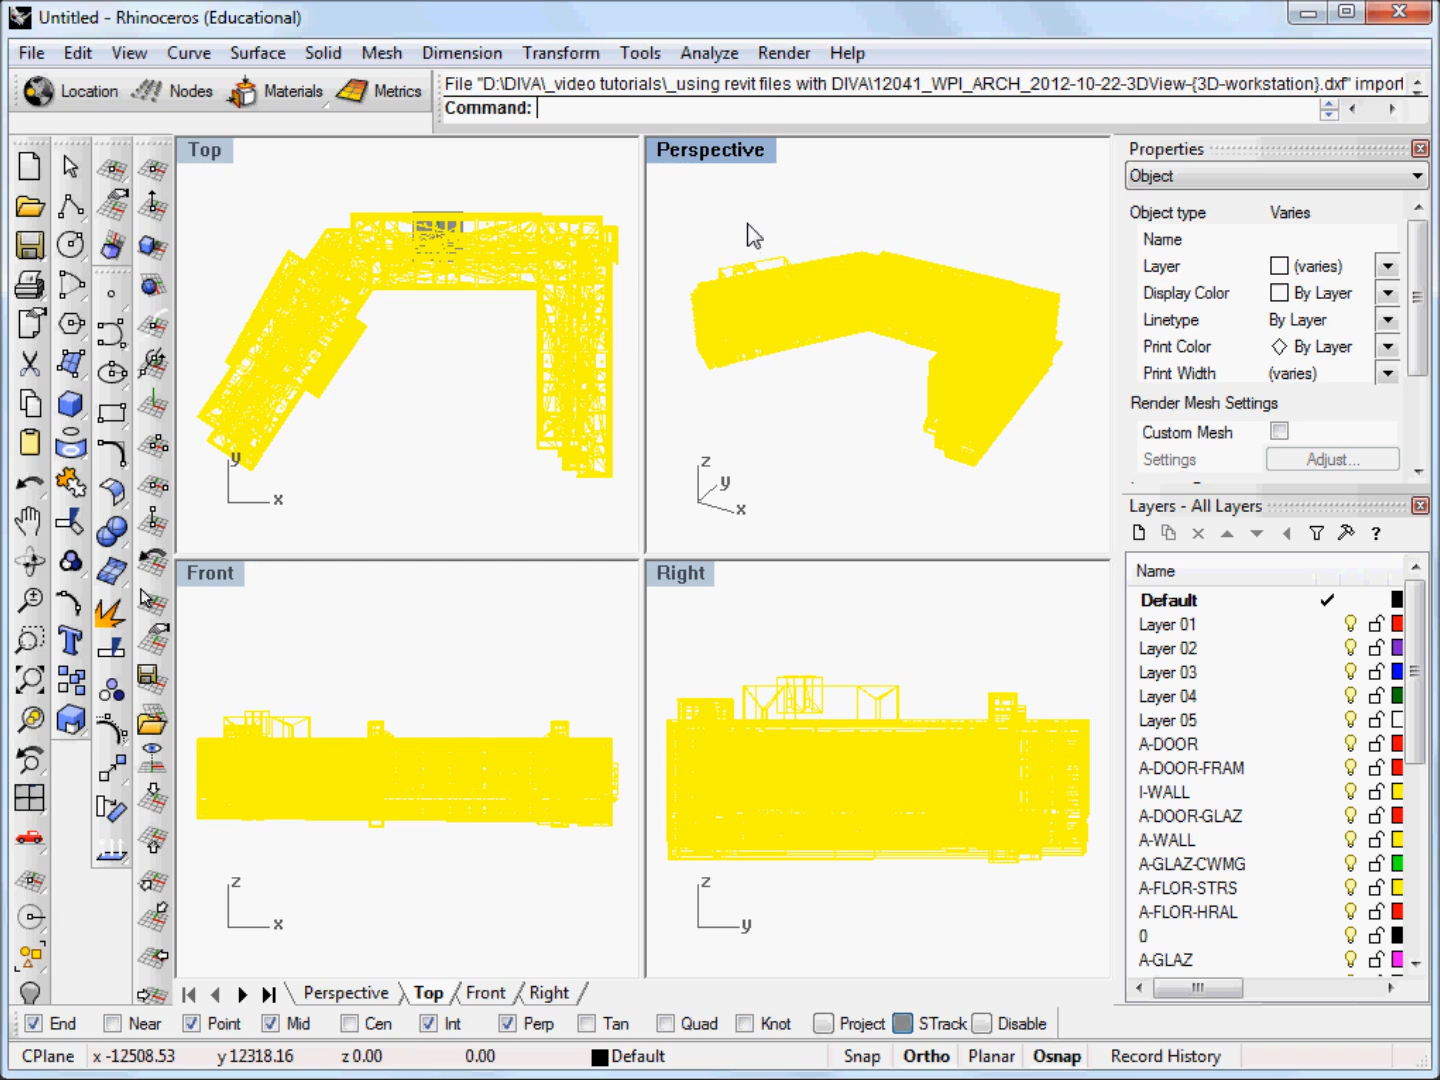 Untitled - Rhinoceros (Educational)
File Edit View Curve Surface Solid Mesh Dimension Transform Tools Analyze Render Help
Location Nodes Materials Metrics
File "D:\DIVA\_video tutorials\_using revit files with DIVA\12041_WPI_ARCH_2012-10-22-3DView-{3D-workstation}.dxf" import
Command:
Top
Perspective
Properties
Object
Object type Varies
Name
Layer (varies)
Display Color By Layer
Linetype By Layer
Print Color By Layer
Print Width (varies)
Render Mesh Settings
Custom Mesh
Settings Adjust...
y
x
z
y
x
Layers - All Layers
?
Front
Right
Name
Default
Layer 01
Layer 02
Layer 03
Layer 04
Layer 05
A-DOOR
A-DOOR-FRAM
I-WALL
A-DOOR-GLAZ
A-WALL
A-GLAZ-CWMG
A-FLOR-STRS
A-FLOR-HRAL
0
A-GLAZ
z
x
z
y
Perspective Top Front Right
End Near Point Mid Cen Int Perp Tan Quad Knot Project STrack Disable
CPlane x -12508.53 y 12318.16 z 0.00 0.00 Default Snap Ortho Planar Osnap Record History